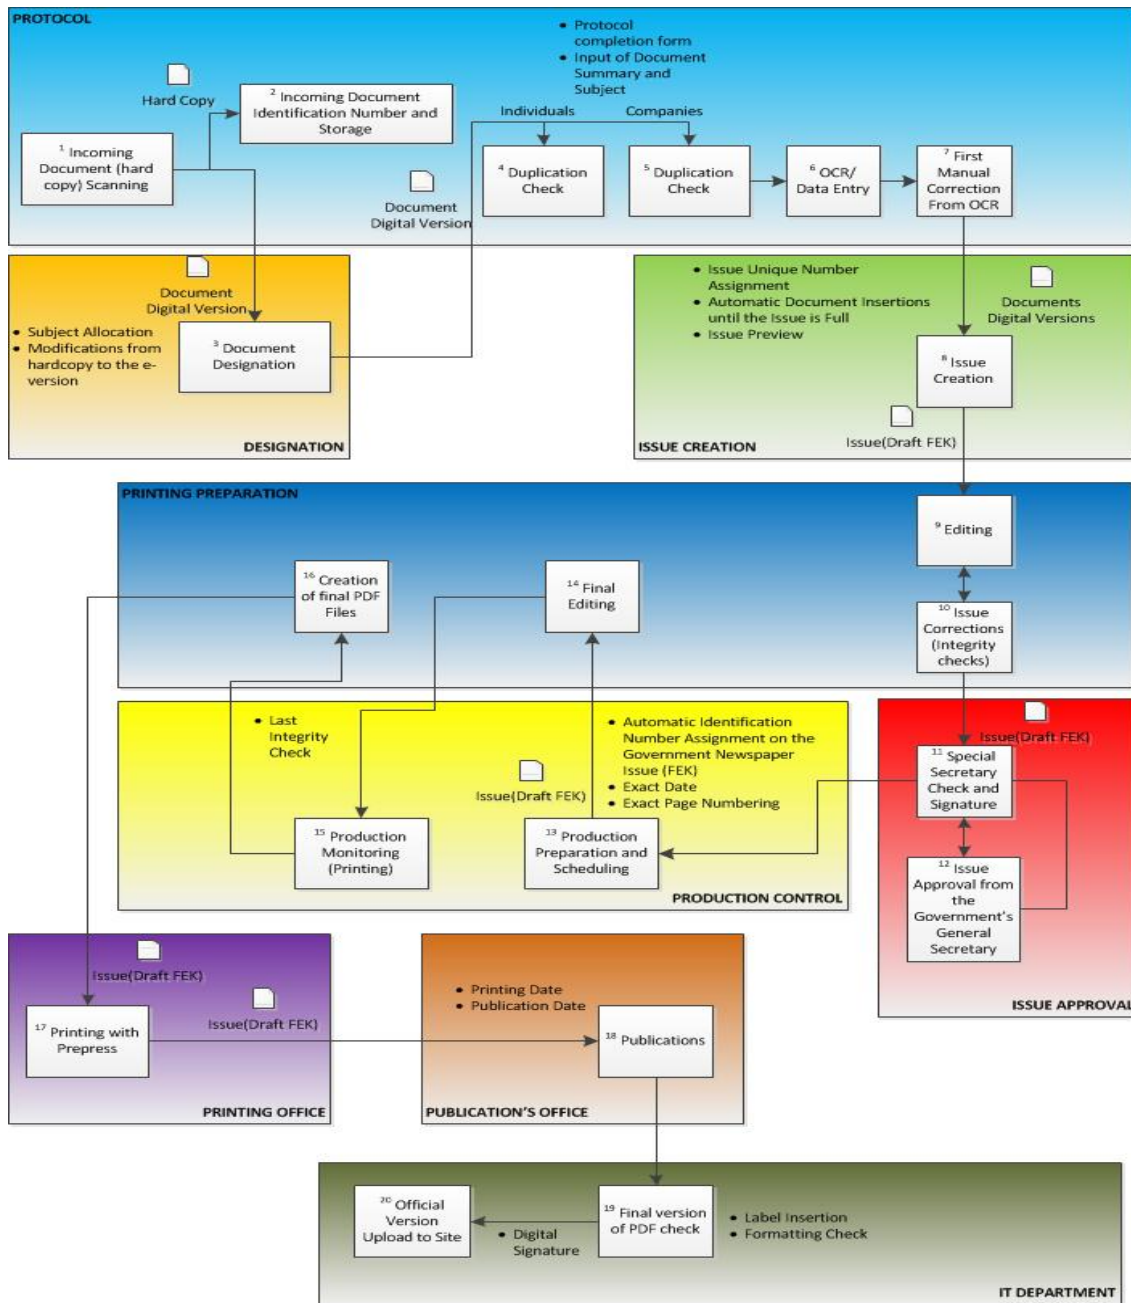 PROTOCOL
• Protocol
completion form
• Input of Document
Summary and
Subject
Hard Copy
2 Incoming Document
Identification Number and
Storage
Individuals
Companies
1 Incoming
Document (hard
copy) Scanning
4 Duplication
Check
5 Duplication
Check
6 OCR/
Data Entry
7 First
Manual
Correction
From OCR
Document
Digital Version
Document
Digital Version
• Subject Allocation
• Modifications from
hardcopy to the e-
version
3 Document
Designation
DESIGNATION
• Issue Unique Number
Assignment
• Automatic Document Insertions
until the Issue is Full
• Issue Preview
Documents
Digital Versions
8 Issue
Creation
Issue(Draft FEK)
ISSUE CREATION
PRINTING PREPARATION
9 Editing
16 Creation
of final PDF
Files
14 Final
Editing
10 Issue
Corrections
(Integrity
checks)
• Last
Integrity
Check
• Automatic Identification
Number Assignment on the
Government Newspaper
Issue (FEK)
• Exact Date
• Exact Page Numbering
Issue(Draft FEK)
15 Production
Monitoring
(Printing)
13 Production
Preparation and
Scheduling
PRODUCTION CONTROL
Issue(Draft FEK)
11 Special
Secretary
Check and
Signature
12 Issue
Approval from
the
Government's
General
Secretary
ISSUE APPROVAL
Issue(Draft FEK)
Issue(Draft FEK)
17 Printing with
Prepress
PRINTING OFFICE
• Printing Date
• Publication Date
18 Publications
PUBLICATION'S OFFICE
20 Official
Version
Upload to Site
• Digital
Signature
19 Final version
of PDF check
• Label Insertion
• Formatting Check
IT DEPARTMENT